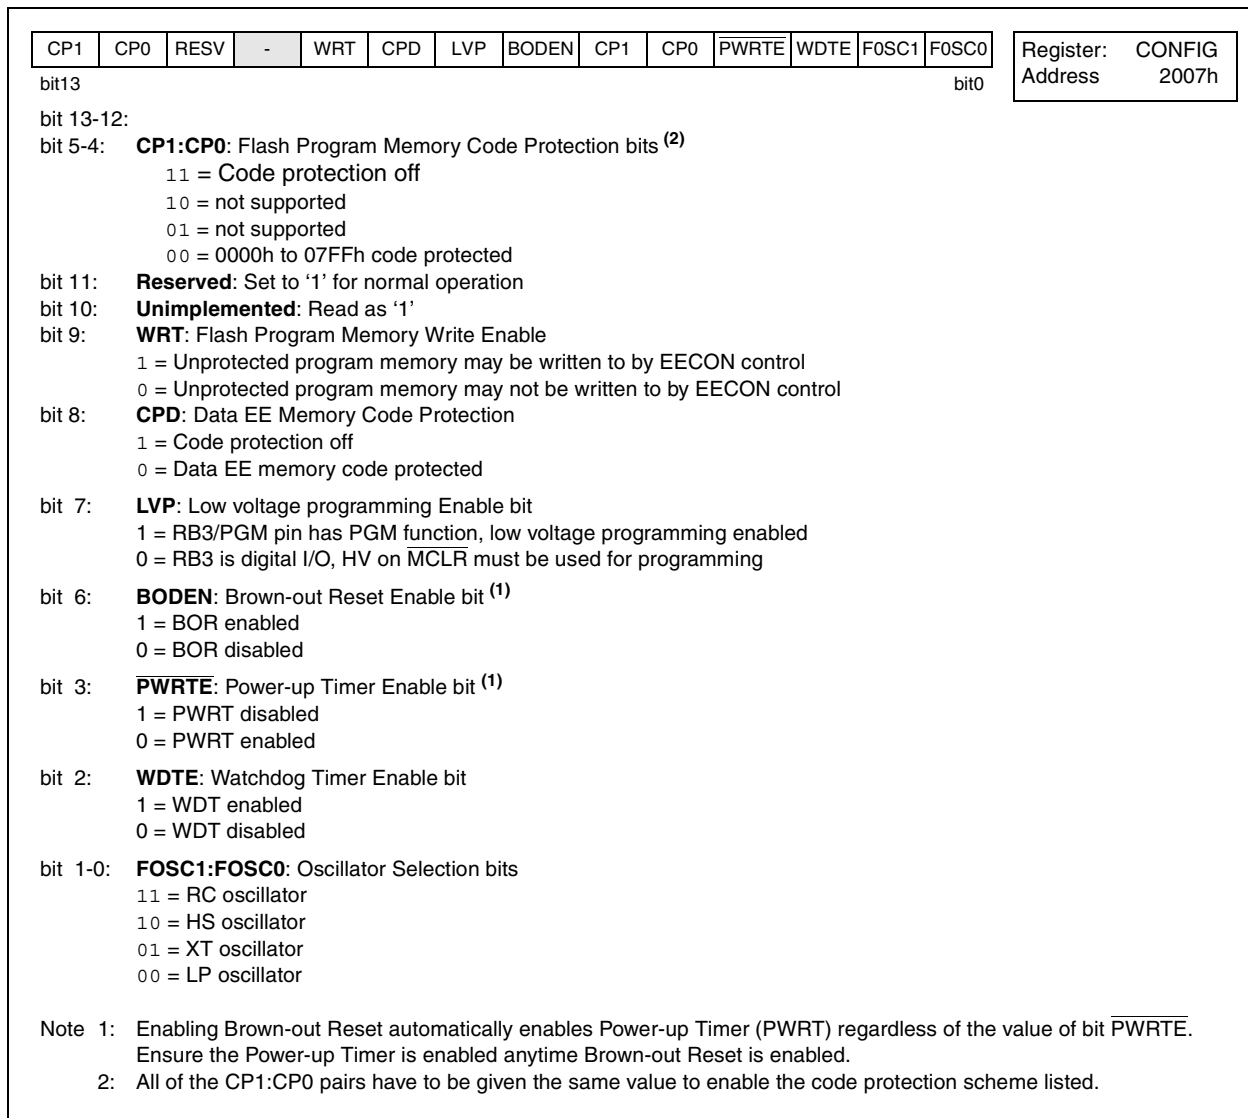 CP1 CP0 RESV - WRT CPD LVP BODEN CP1 CP0 PWRTE WDTE F0SC1 F0SC0
bit13 bit0
Register: CONFIG
Address 2007h
bit 13-12:
bit 5-4: CP1:CP0: Flash Program Memory Code Protection bits (2)
11 = Code protection off
10 = not supported
01 = not supported
00 = 0000h to 07FFh code protected
bit 11: Reserved: Set to ‘1’ for normal operation
bit 10: Unimplemented: Read as ‘1’
bit 9: WRT: Flash Program Memory Write Enable
1 = Unprotected program memory may be written to by EECON control
0 = Unprotected program memory may not be written to by EECON control
bit 8: CPD: Data EE Memory Code Protection
1 = Code protection off
0 = Data EE memory code protected
bit 7: LVP: Low voltage programming Enable bit
1 = RB3/PGM pin has PGM function, low voltage programming enabled
0 = RB3 is digital I/O, HV on MCLR must be used for programming
bit 6: BODEN: Brown-out Reset Enable bit (1)
1 = BOR enabled
0 = BOR disabled
bit 3: PWRTE: Power-up Timer Enable bit (1)
1 = PWRT disabled
0 = PWRT enabled
bit 2: WDTE: Watchdog Timer Enable bit
1 = WDT enabled
0 = WDT disabled
bit 1-0: FOSC1:FOSC0: Oscillator Selection bits
11 = RC oscillator
10 = HS oscillator
01 = XT oscillator
00 = LP oscillator
Note 1: Enabling Brown-out Reset automatically enables Power-up Timer (PWRT) regardless of the value of bit PWRTE.
Ensure the Power-up Timer is enabled anytime Brown-out Reset is enabled.
2: All of the CP1:CP0 pairs have to be given the same value to enable the code protection scheme listed.